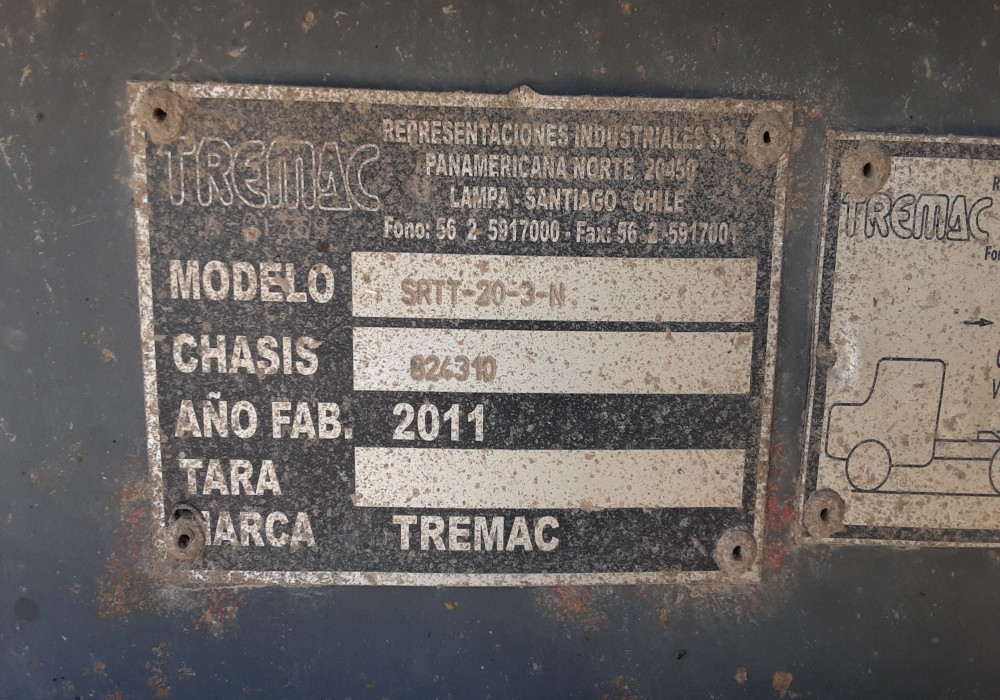 TREMAC
REPRESENTACIONES INDUSTRIALES S.A.
PANAMERICANA NORTE 20450
LAMPA - SANTIAGO - CHILE
Fono: 56 2 5917000 - Fax: 56 2 5917001
MODELO SRTT-20-3-N
CHASIS 824310
AÑO FAB. 2011
TARA
MARCA TREMAC
TREMAC